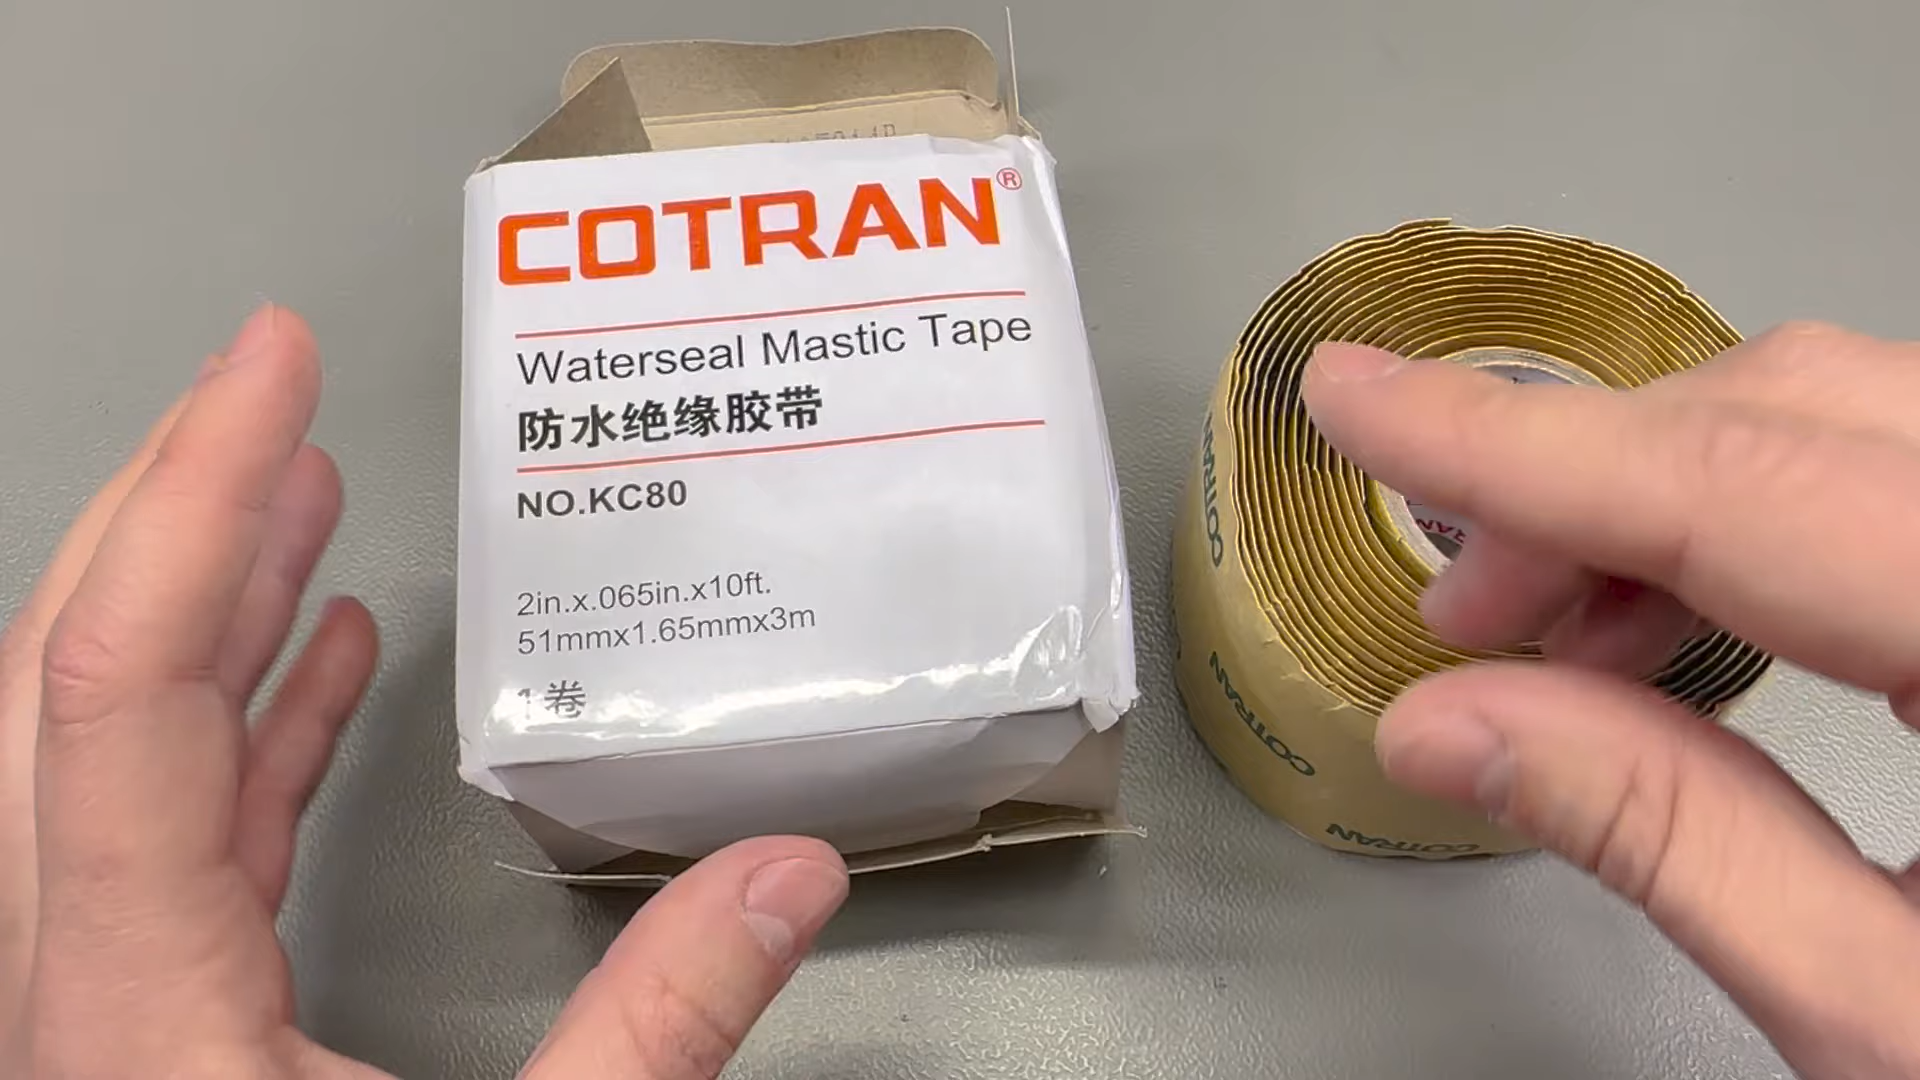 COTRAN®
Waterseal Mastic Tape
防水绝缘胶带
NO.KC80
2in.x.065in.x10ft.
51mmx1.65mmx3m
1卷
COTRAN
COTRAN
COTRAN
COTRAN